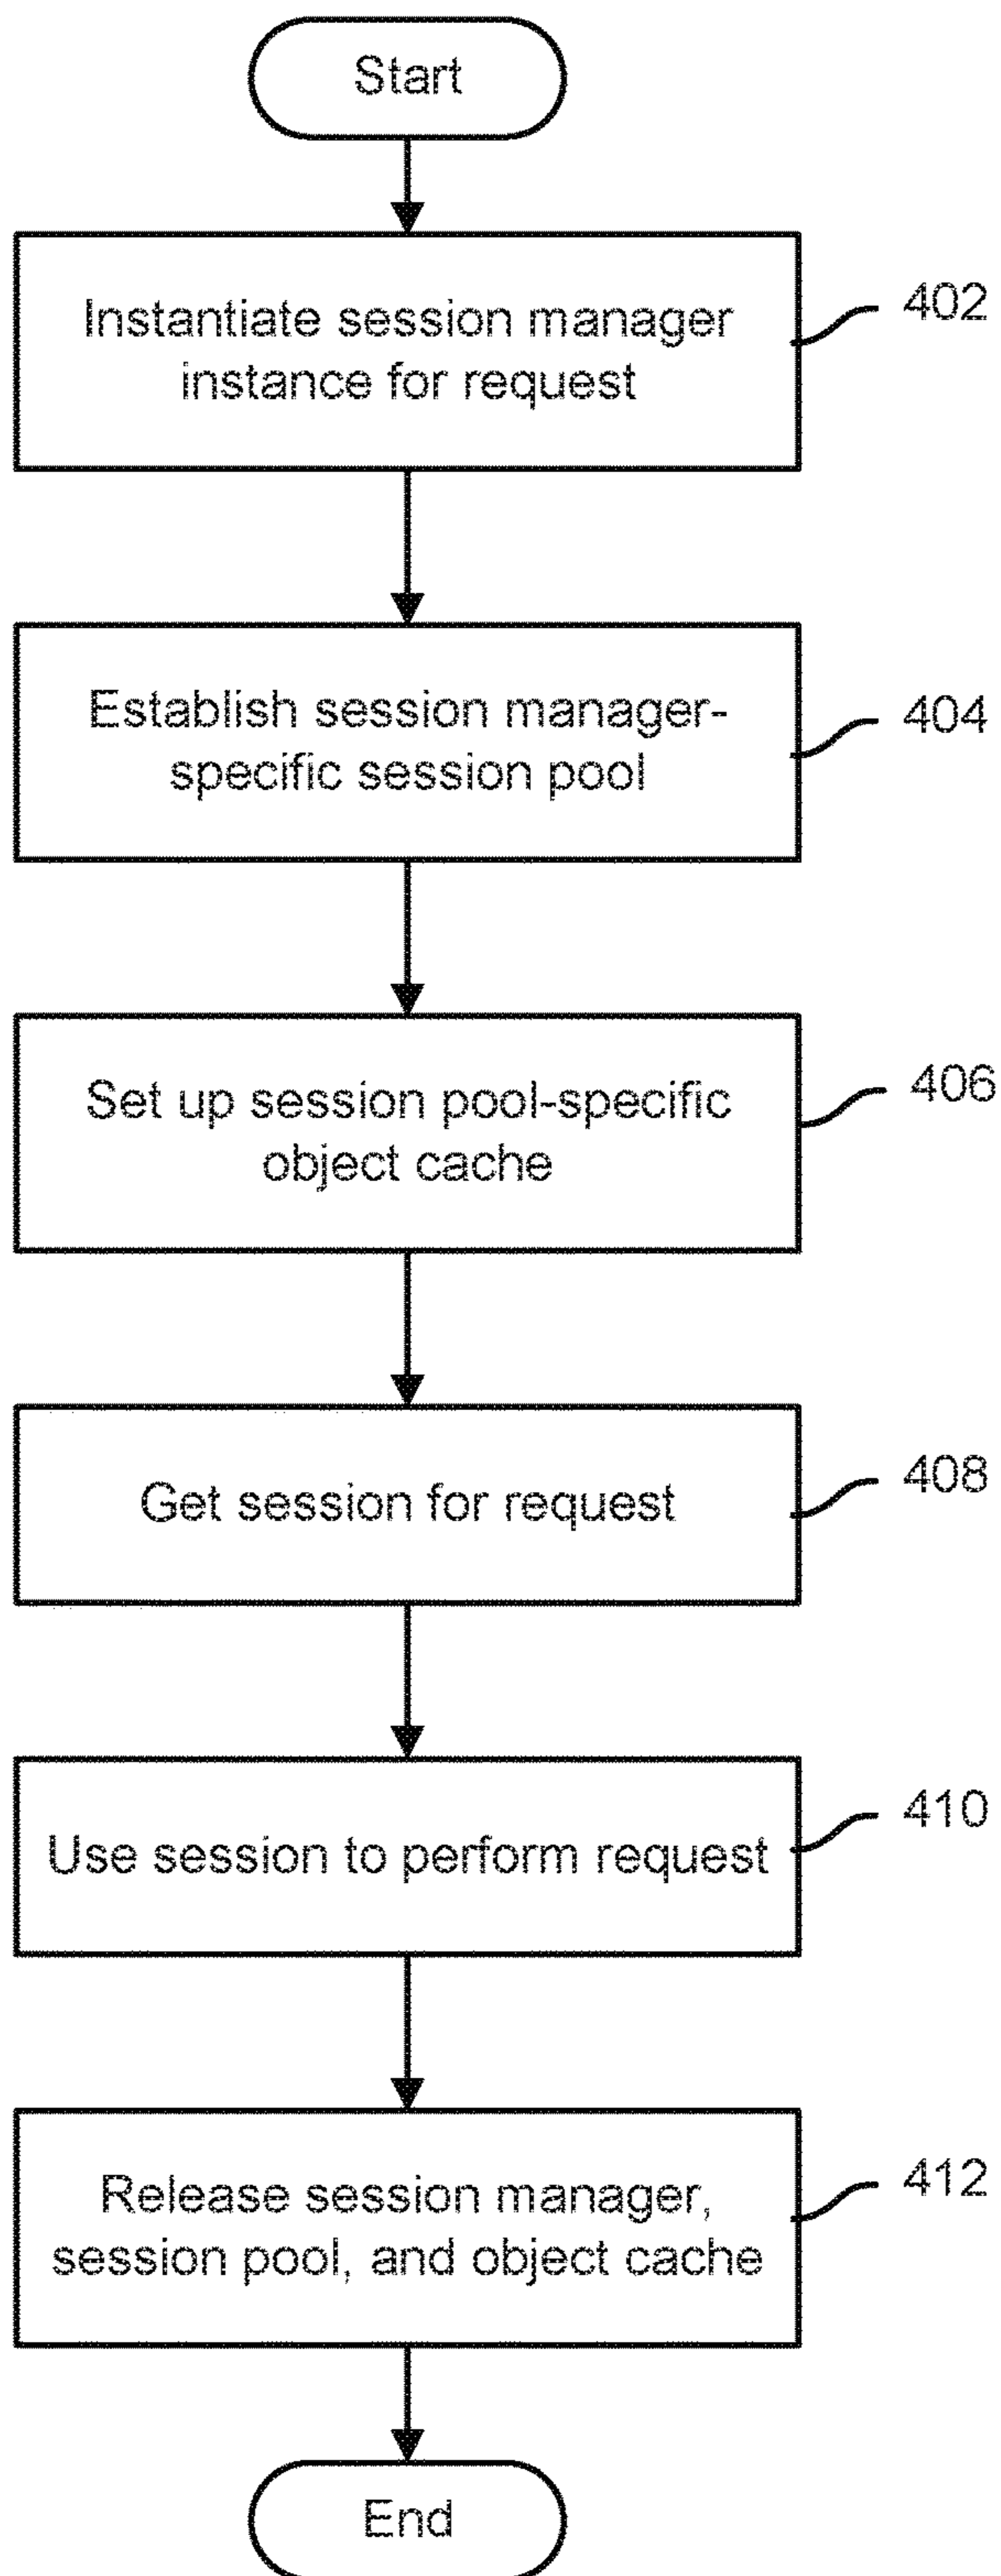 Start
Instantiate session manager
instance for request
402
Establish session manager-
specific session pool
404
Set up session pool-specific
object cache
406
Get session for request
408
Use session to perform request
410
Release session manager,
session pool, and object cache
412
End